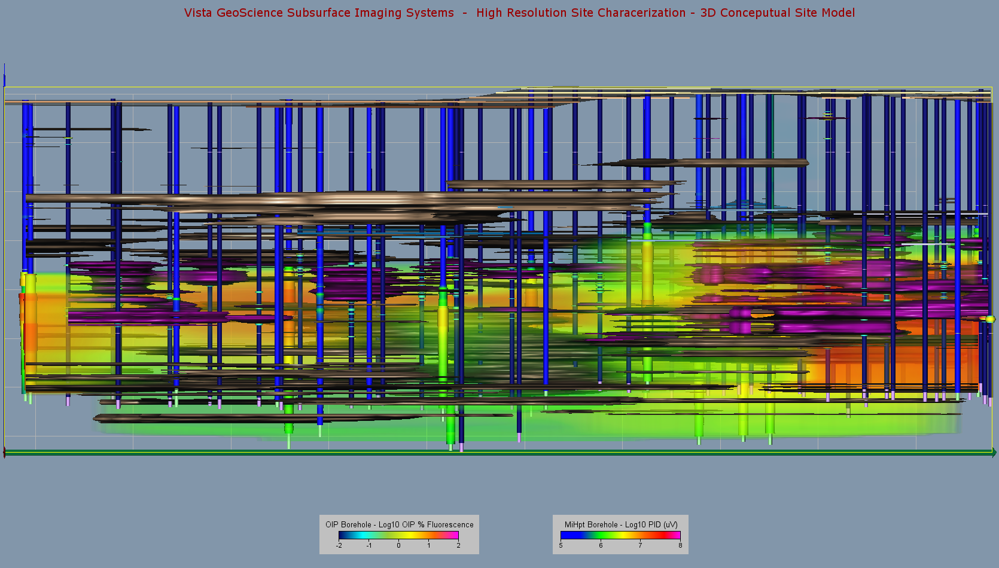 Vista GeoScience Subsurface Imaging Systems  -  High Resolution Site Characerization - 3D Conceputual Site Model
OIP Borehole - Log10 OIP % Fluorescence
-2 -1 0 1 2
MiHpt Borehole - Log10 PID (uV)
5 6 7 8